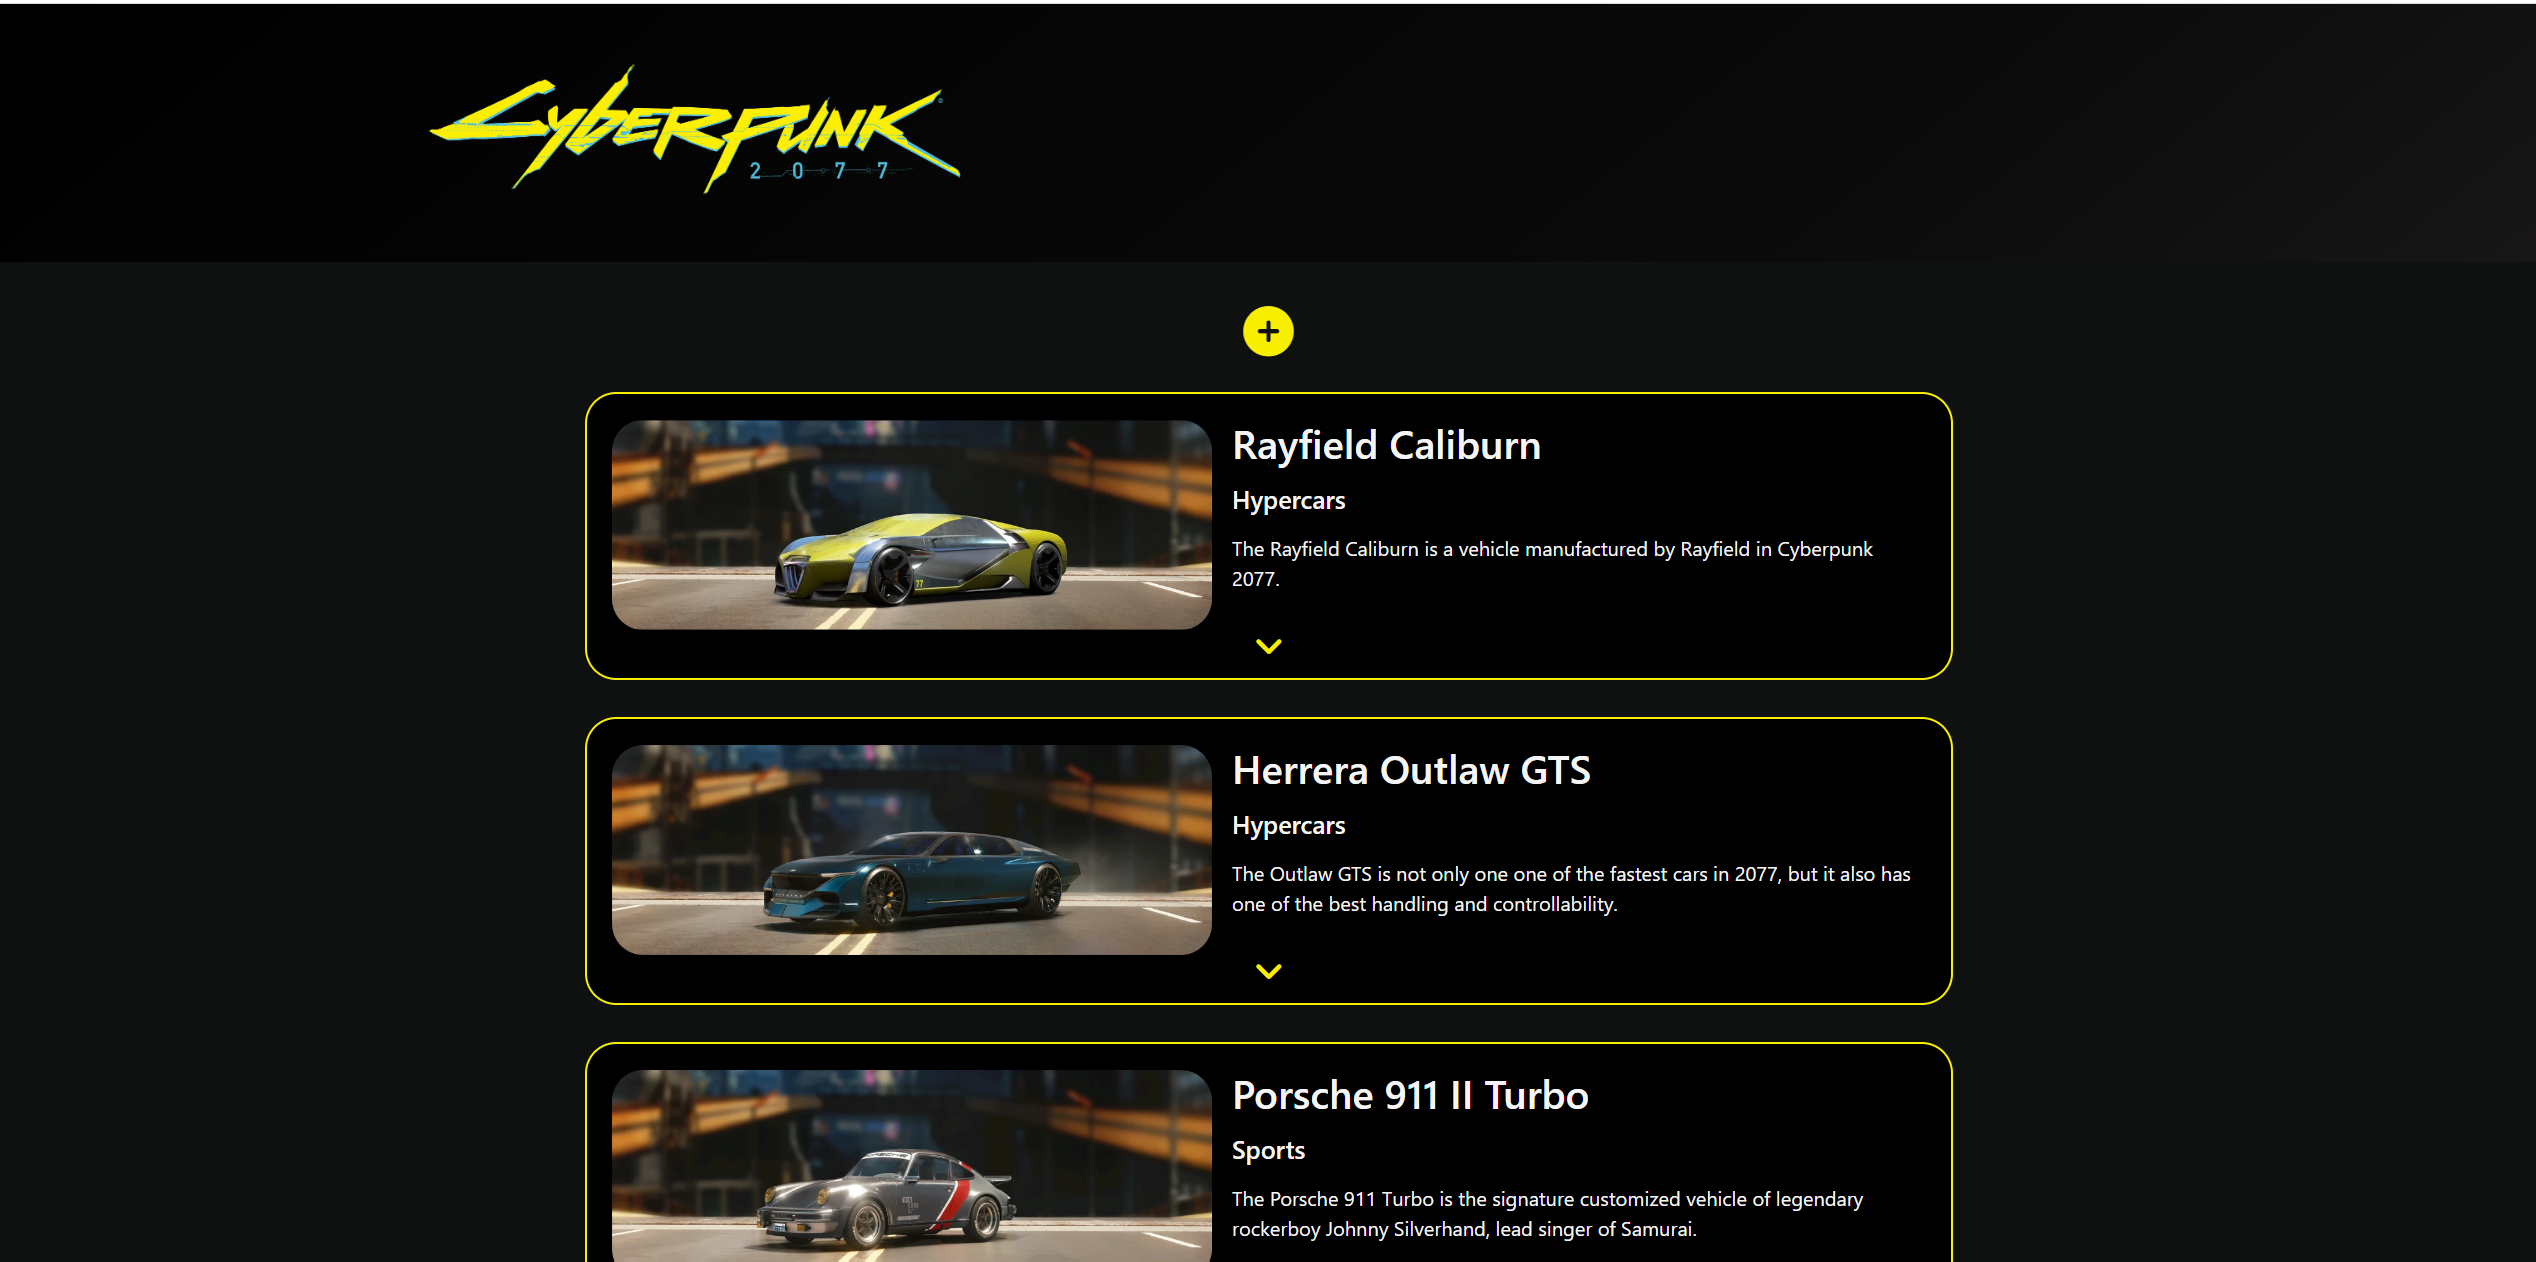 Cyberpunk
2077
Rayfield Caliburn
Hypercars
The Rayfield Caliburn is a vehicle manufactured by Rayfield in Cyberpunk
2077.
77
Herrera Outlaw GTS
Hypercars
The Outlaw GTS is not only one one of the fastest cars in 2077, but it also has
one of the best handling and controllability.
Porsche 911 II Turbo
Sports
The Porsche 911 Turbo is the signature customized vehicle of legendary
rockerboy Johnny Silverhand, lead singer of Samurai.